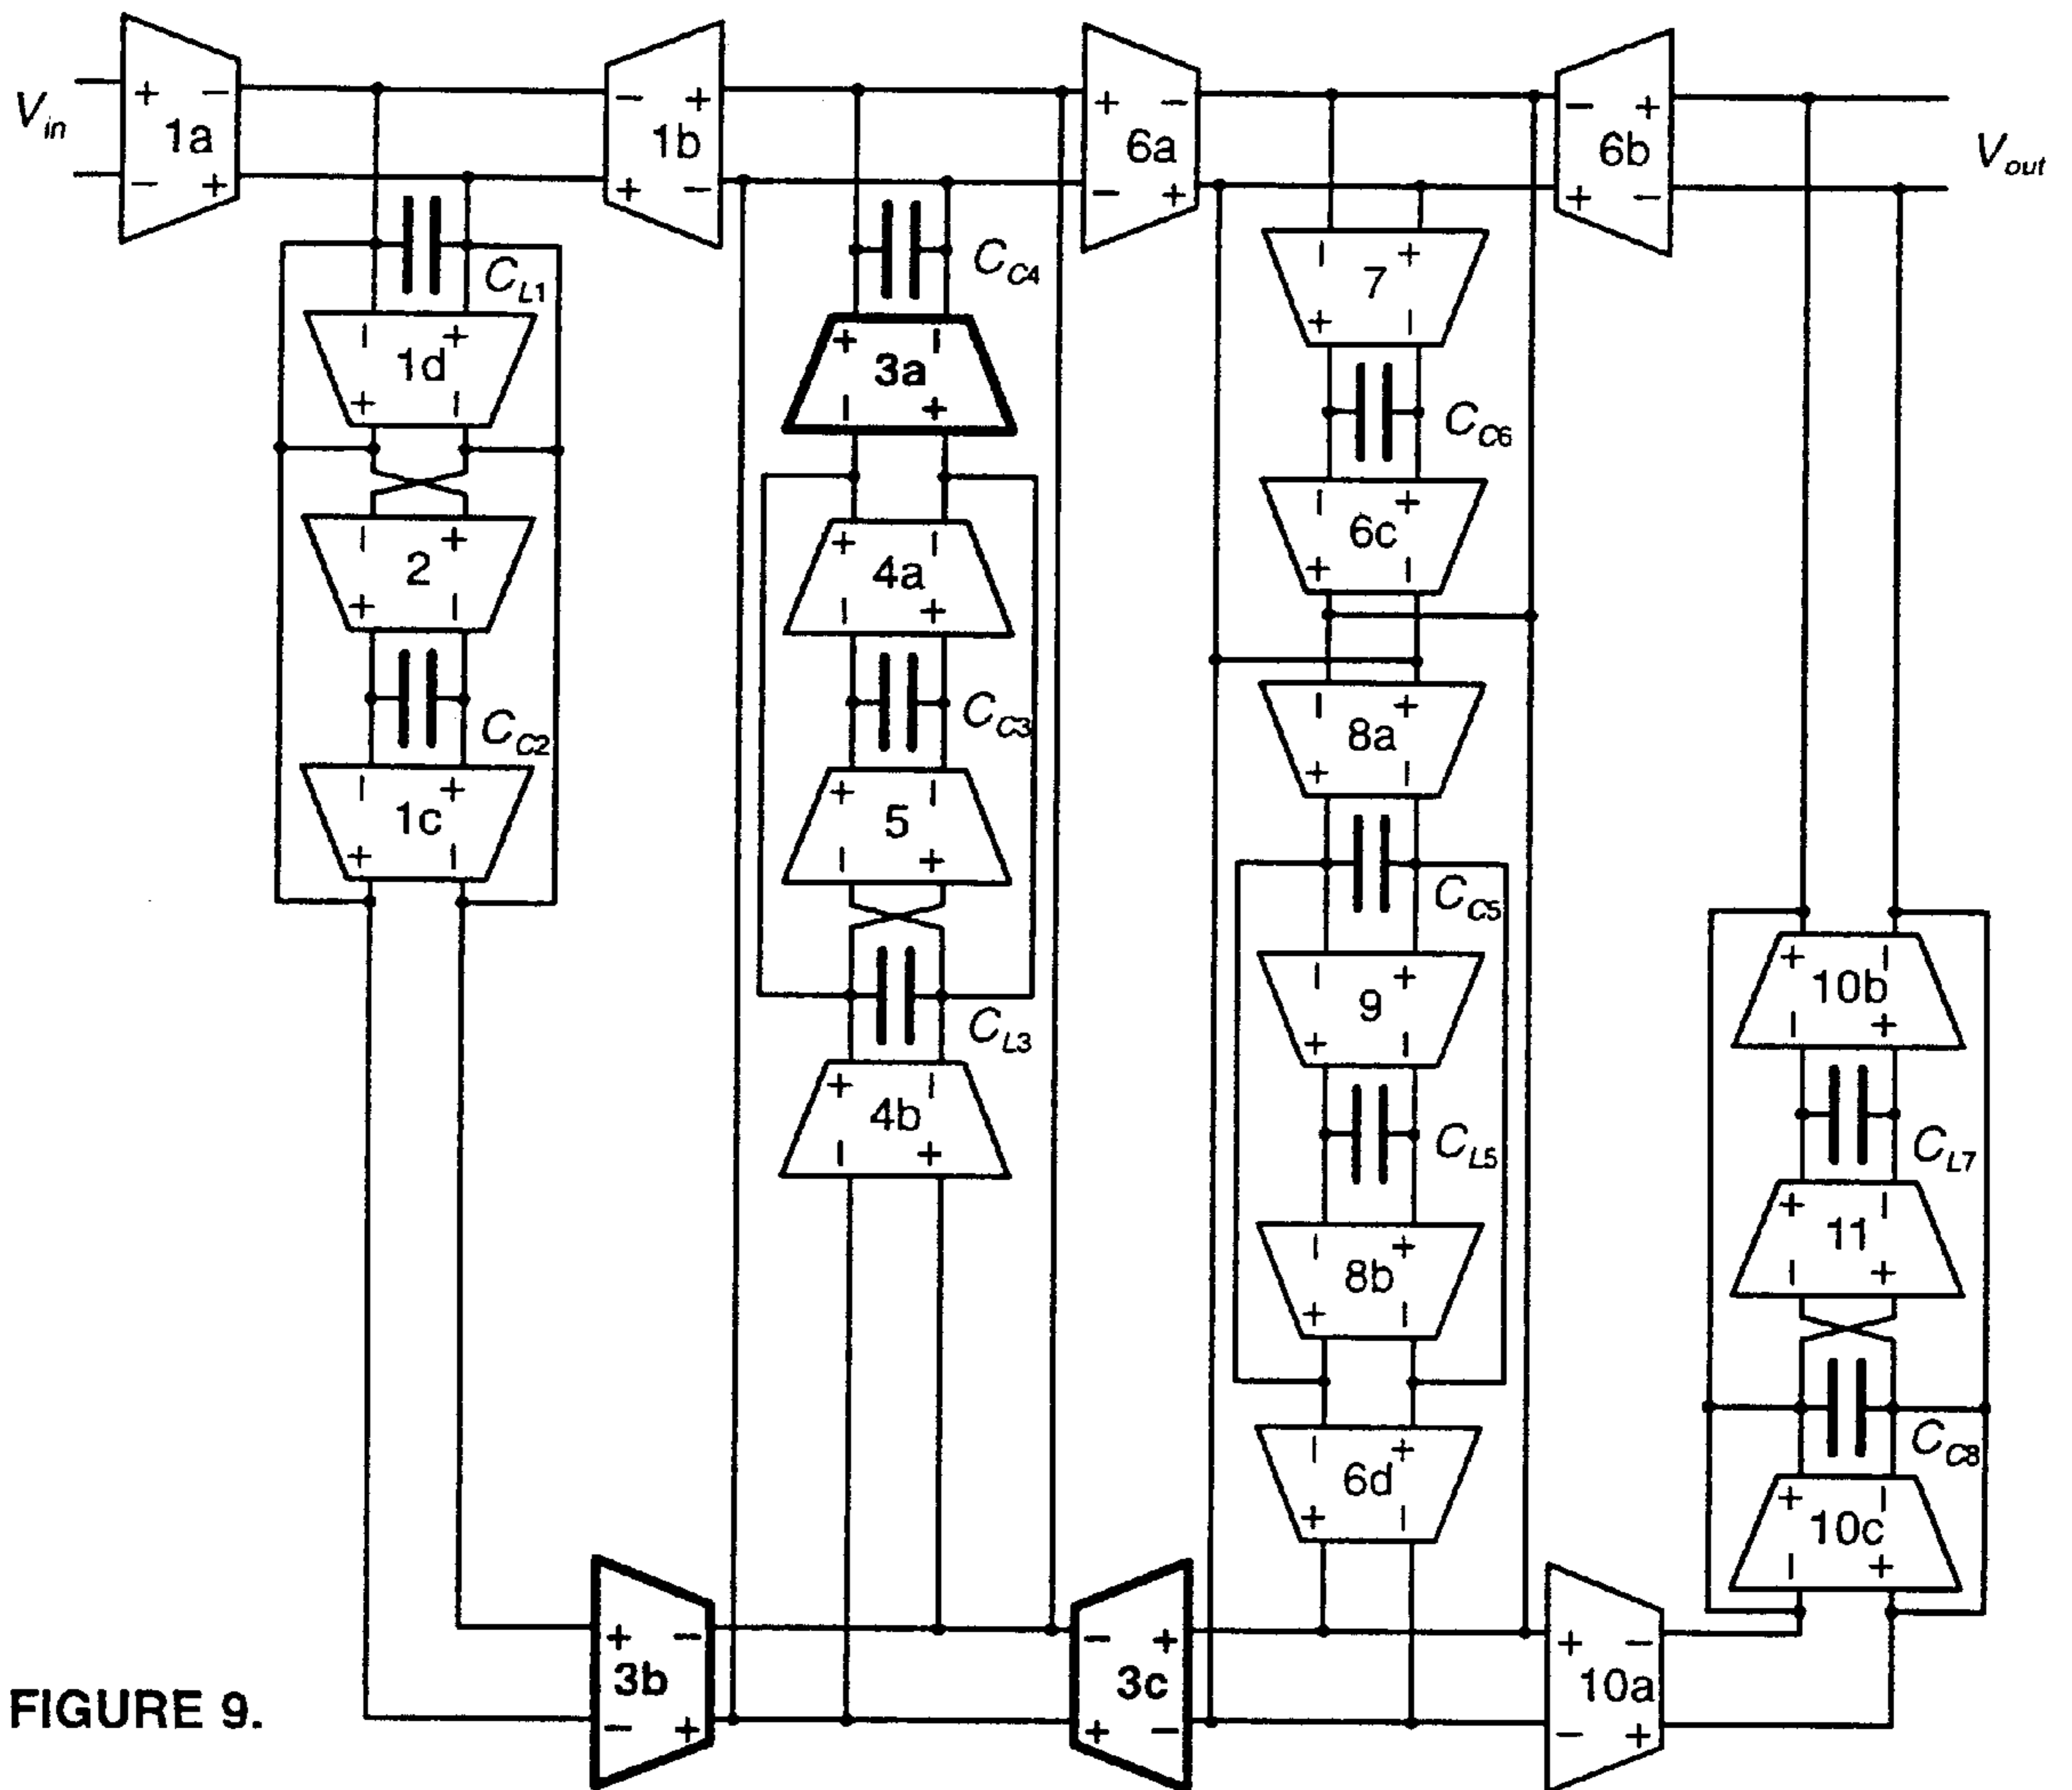 + − − + + − − +
V_in 1a 1b 6a 6b V_out
− + + − − + + −
− + 7 + −
C_L1 C_C4
− + 1d + −
+ − 3a − +
C_C6
− + 6c + −
+ − 4a − +
− + 2 + −
− + 8a + −
C_C2 C_C3
+ − 5 − +
− + 1c + −
C_C5
+ − 10b − +
− + 9 + −
C_L3
+ − 4b − +
C_L5 C_L7
+ − 11 − +
− + 8b + −
C_C8
− + 6d + −
+ − 10c − +
+ − − + + −
3b 3c 10a
− + + − − +
FIGURE 9.